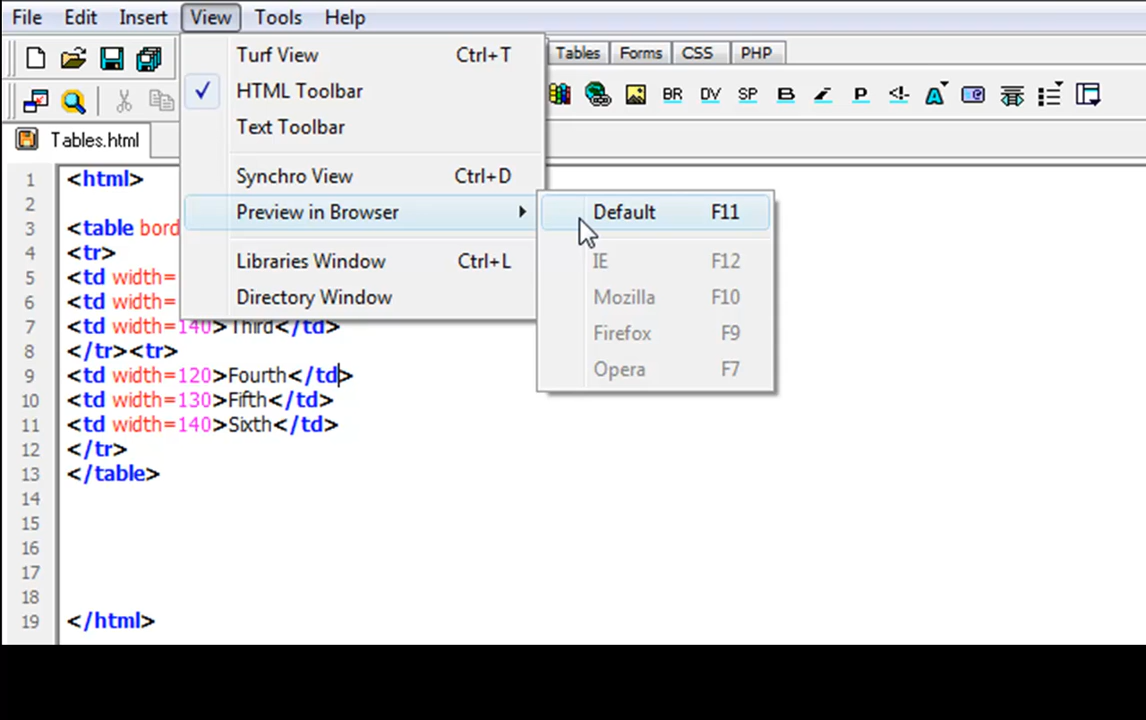 File Edit Insert View Tools Help
Turf View Ctrl+T
Tables Forms CSS PHP
HTML Toolbar
BR DV SP B P
Text Toolbar
Tables.html
Synchro View Ctrl+D
Preview in Browser
Default F11
Libraries Window Ctrl+L
IE F12
Directory Window
Mozilla F10
Firefox F9
Opera F7
1 <html>
2
3 <table bord
4 <tr>
5 <td width=
6 <td width=
7 <td width=140>Third</td>
8 </tr><tr>
9 <td width=120>Fourth</td>
10 <td width=130>Fifth</td>
11 <td width=140>Sixth</td>
12 </tr>
13 </table>
14
15
16
17
18
19 </html>